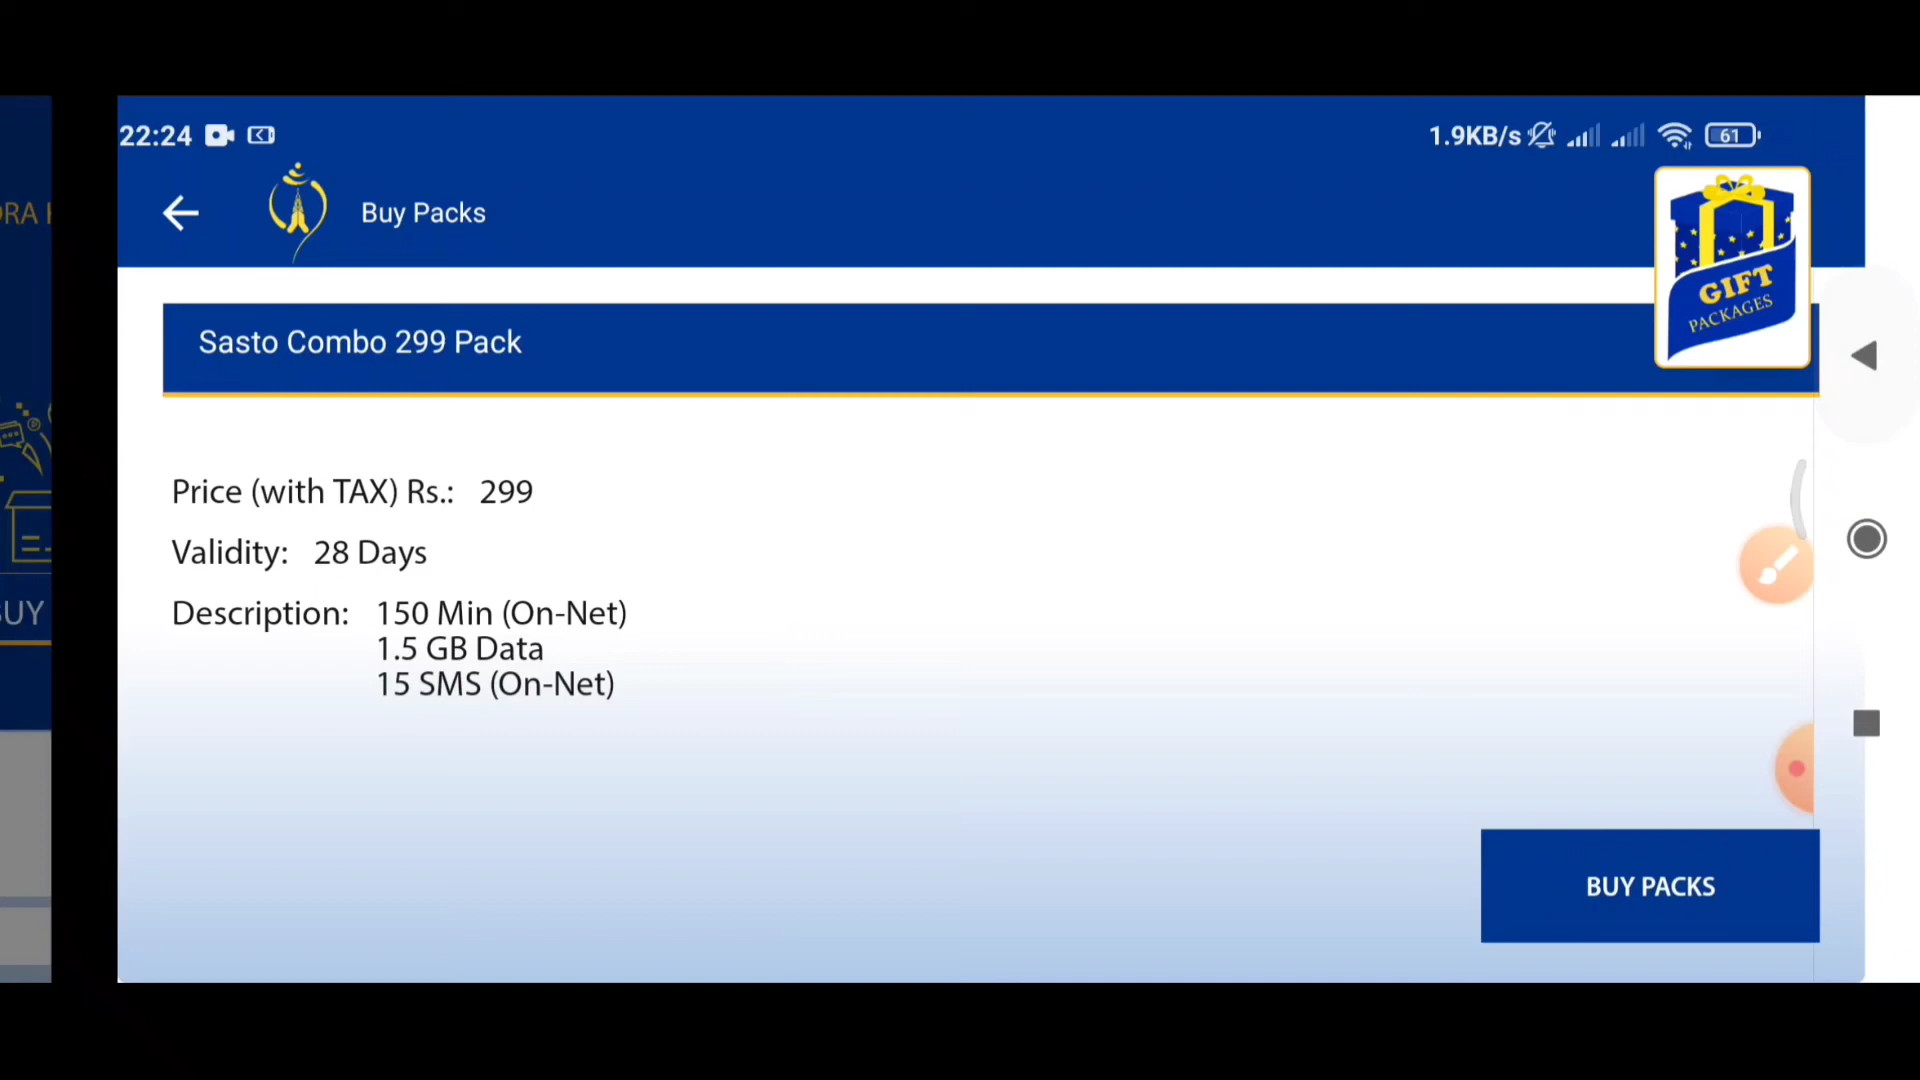 22:24
1.9KB/s
61
Buy Packs
GIFT
PACKAGES
Sasto Combo 299 Pack
Price (with TAX) Rs.: 299
Validity: 28 Days
Description: 150 Min (On-Net)
1.5 GB Data
15 SMS (On-Net)
BUY PACKS